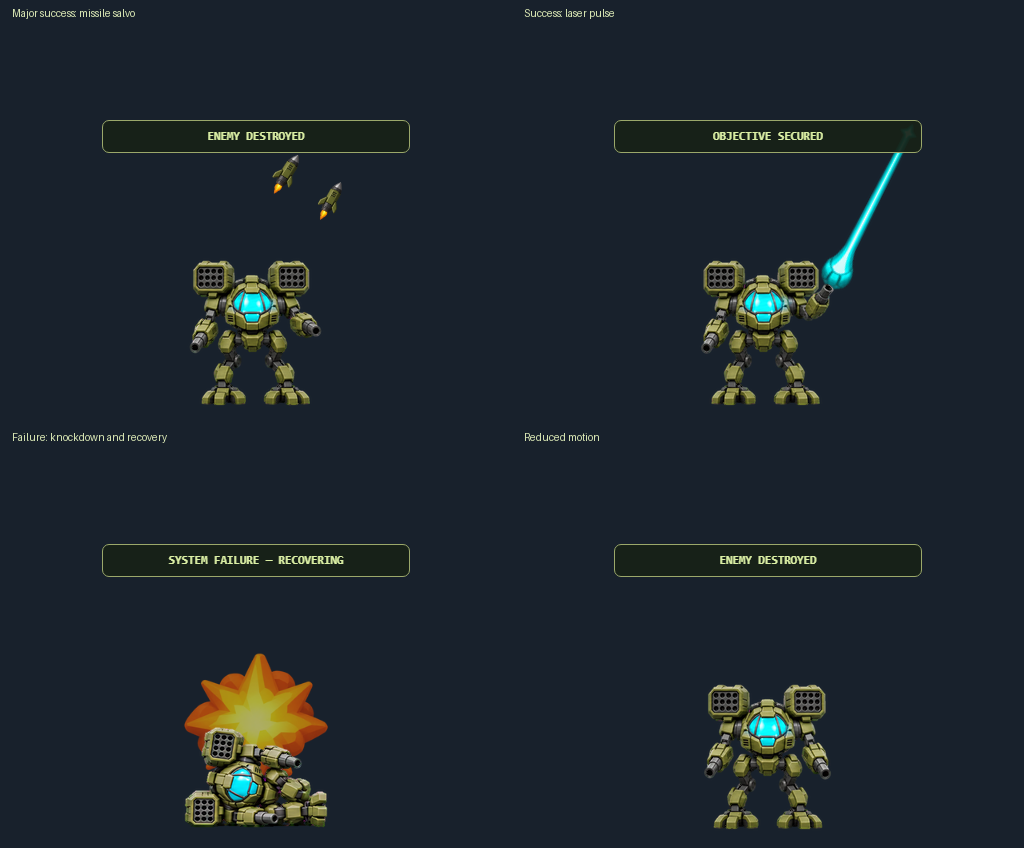 Major success: missile salvo
Success: laser pulse
ENEMY DESTROYED
OBJECTIVE SECURED
Failure: knockdown and recovery
Reduced motion
SYSTEM FAILURE — RECOVERING
ENEMY DESTROYED